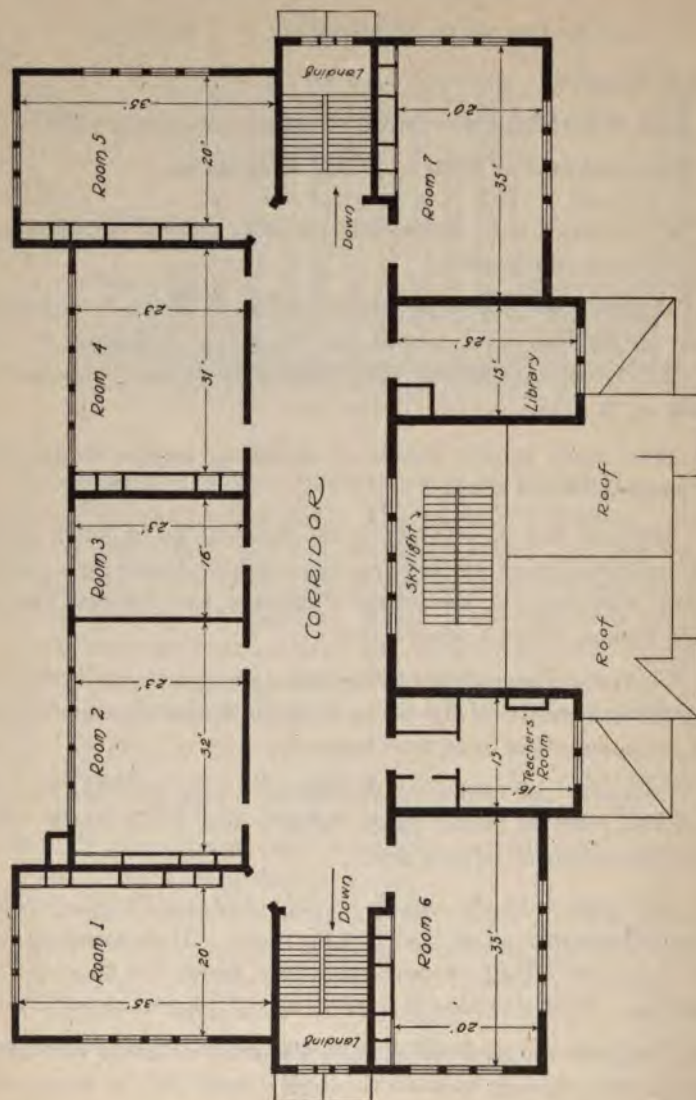 Room 1
35'
20'
Room 2
23'
32'
Room 3
23'
16'
Room 4
23'
31'
Room 5
35'
20'
Landing
Down
CORRIDOR
Down
Landing
Room 6
35'
20'
Teachers'
Room
15'
16'
Skylight
Roof
Roof
Library
15'
25'
Room 7
35'
20'